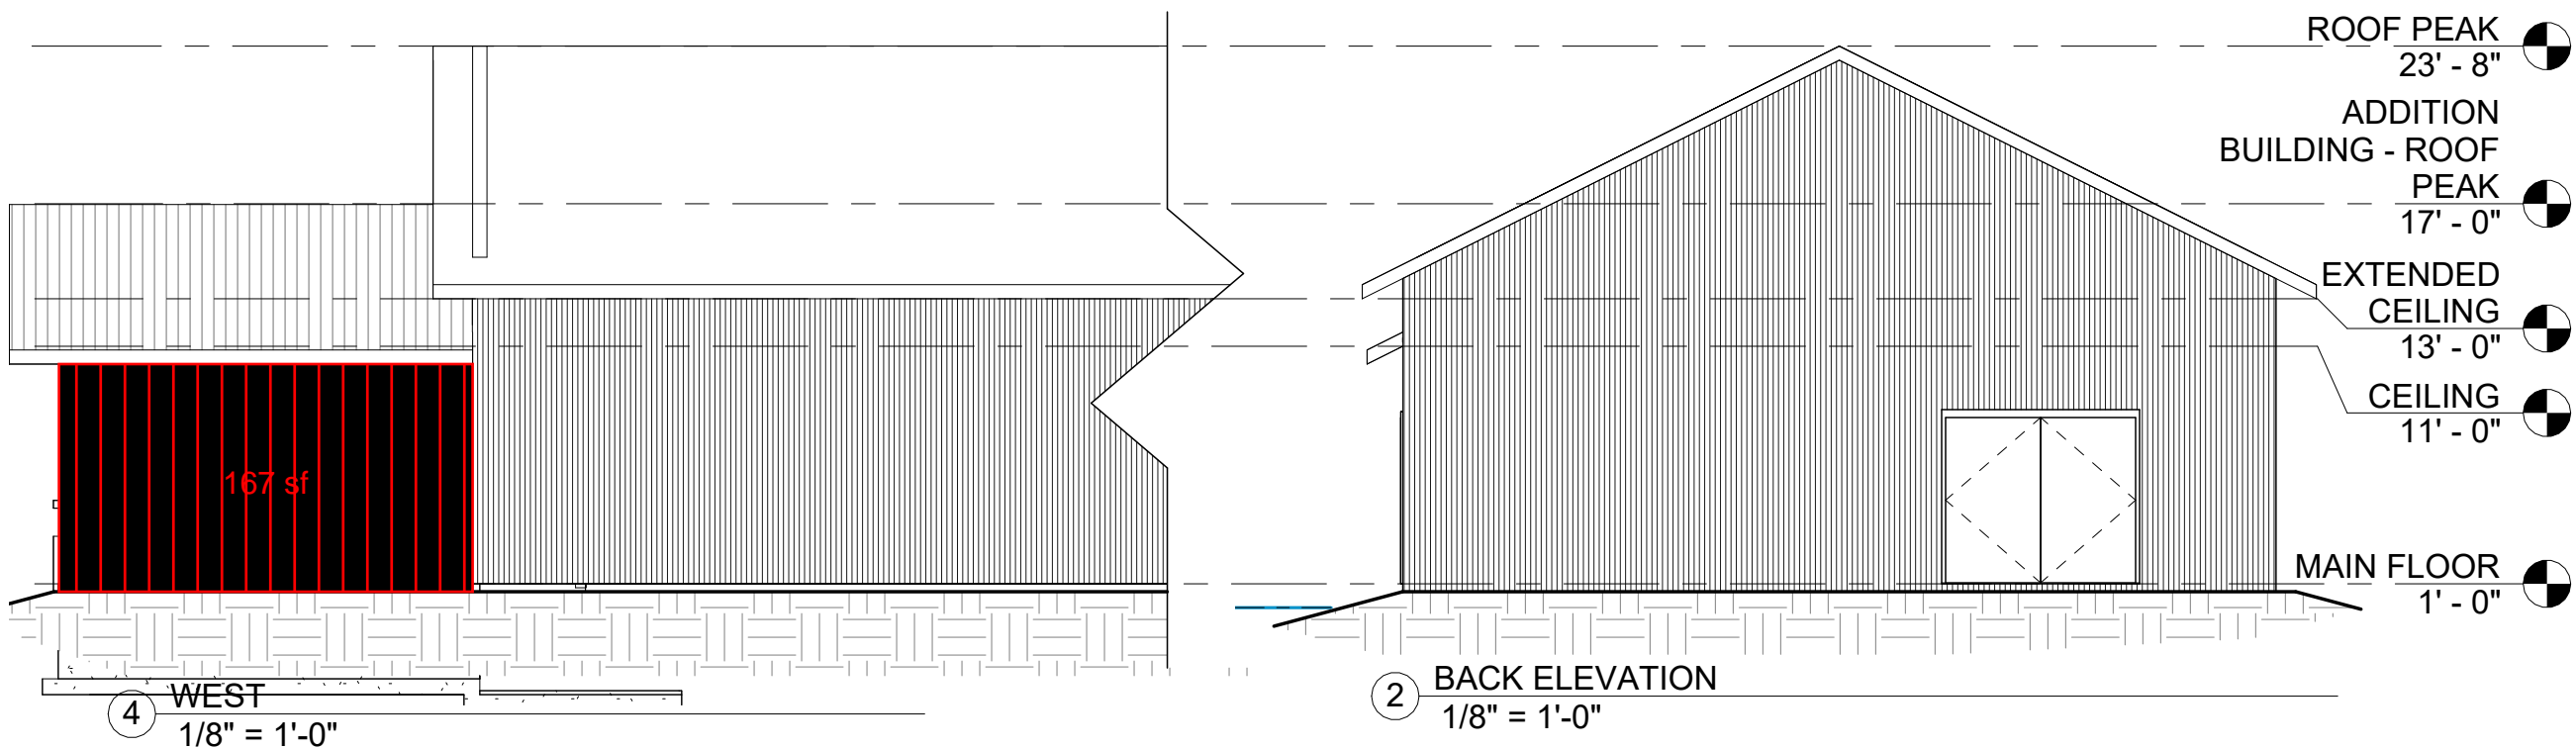 ROOF PEAK
23' - 8"
ADDITION
BUILDING - ROOF
PEAK
17' - 0"
EXTENDED
CEILING
13' - 0"
CEILING
11' - 0"
167 sf
MAIN FLOOR
1' - 0"
4 WEST
1/8" = 1'-0"
2 BACK ELEVATION
1/8" = 1'-0"